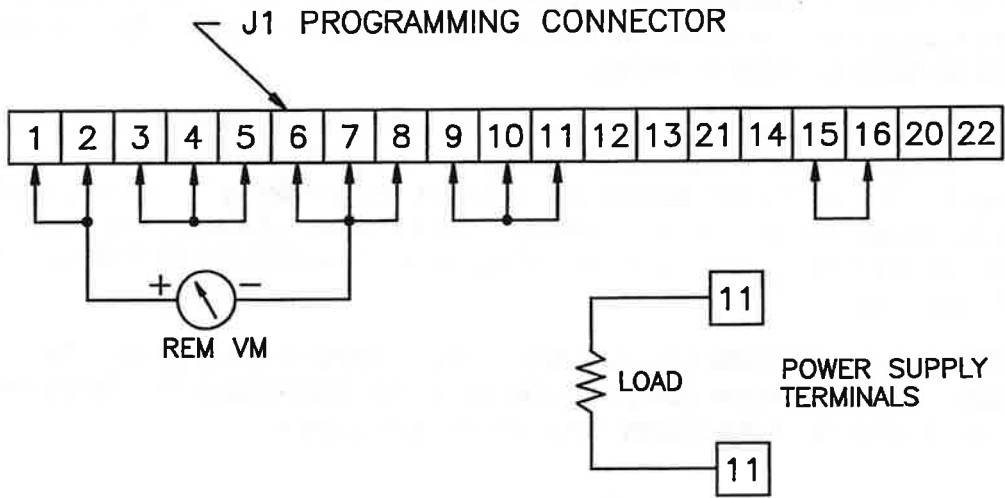 J1 PROGRAMMING CONNECTOR
1 2 3 4 5 6 7 8 9 10 11 12 13 21 14 15 16 20 22
+ -
REM VM
11
LOAD
POWER SUPPLY
TERMINALS
11